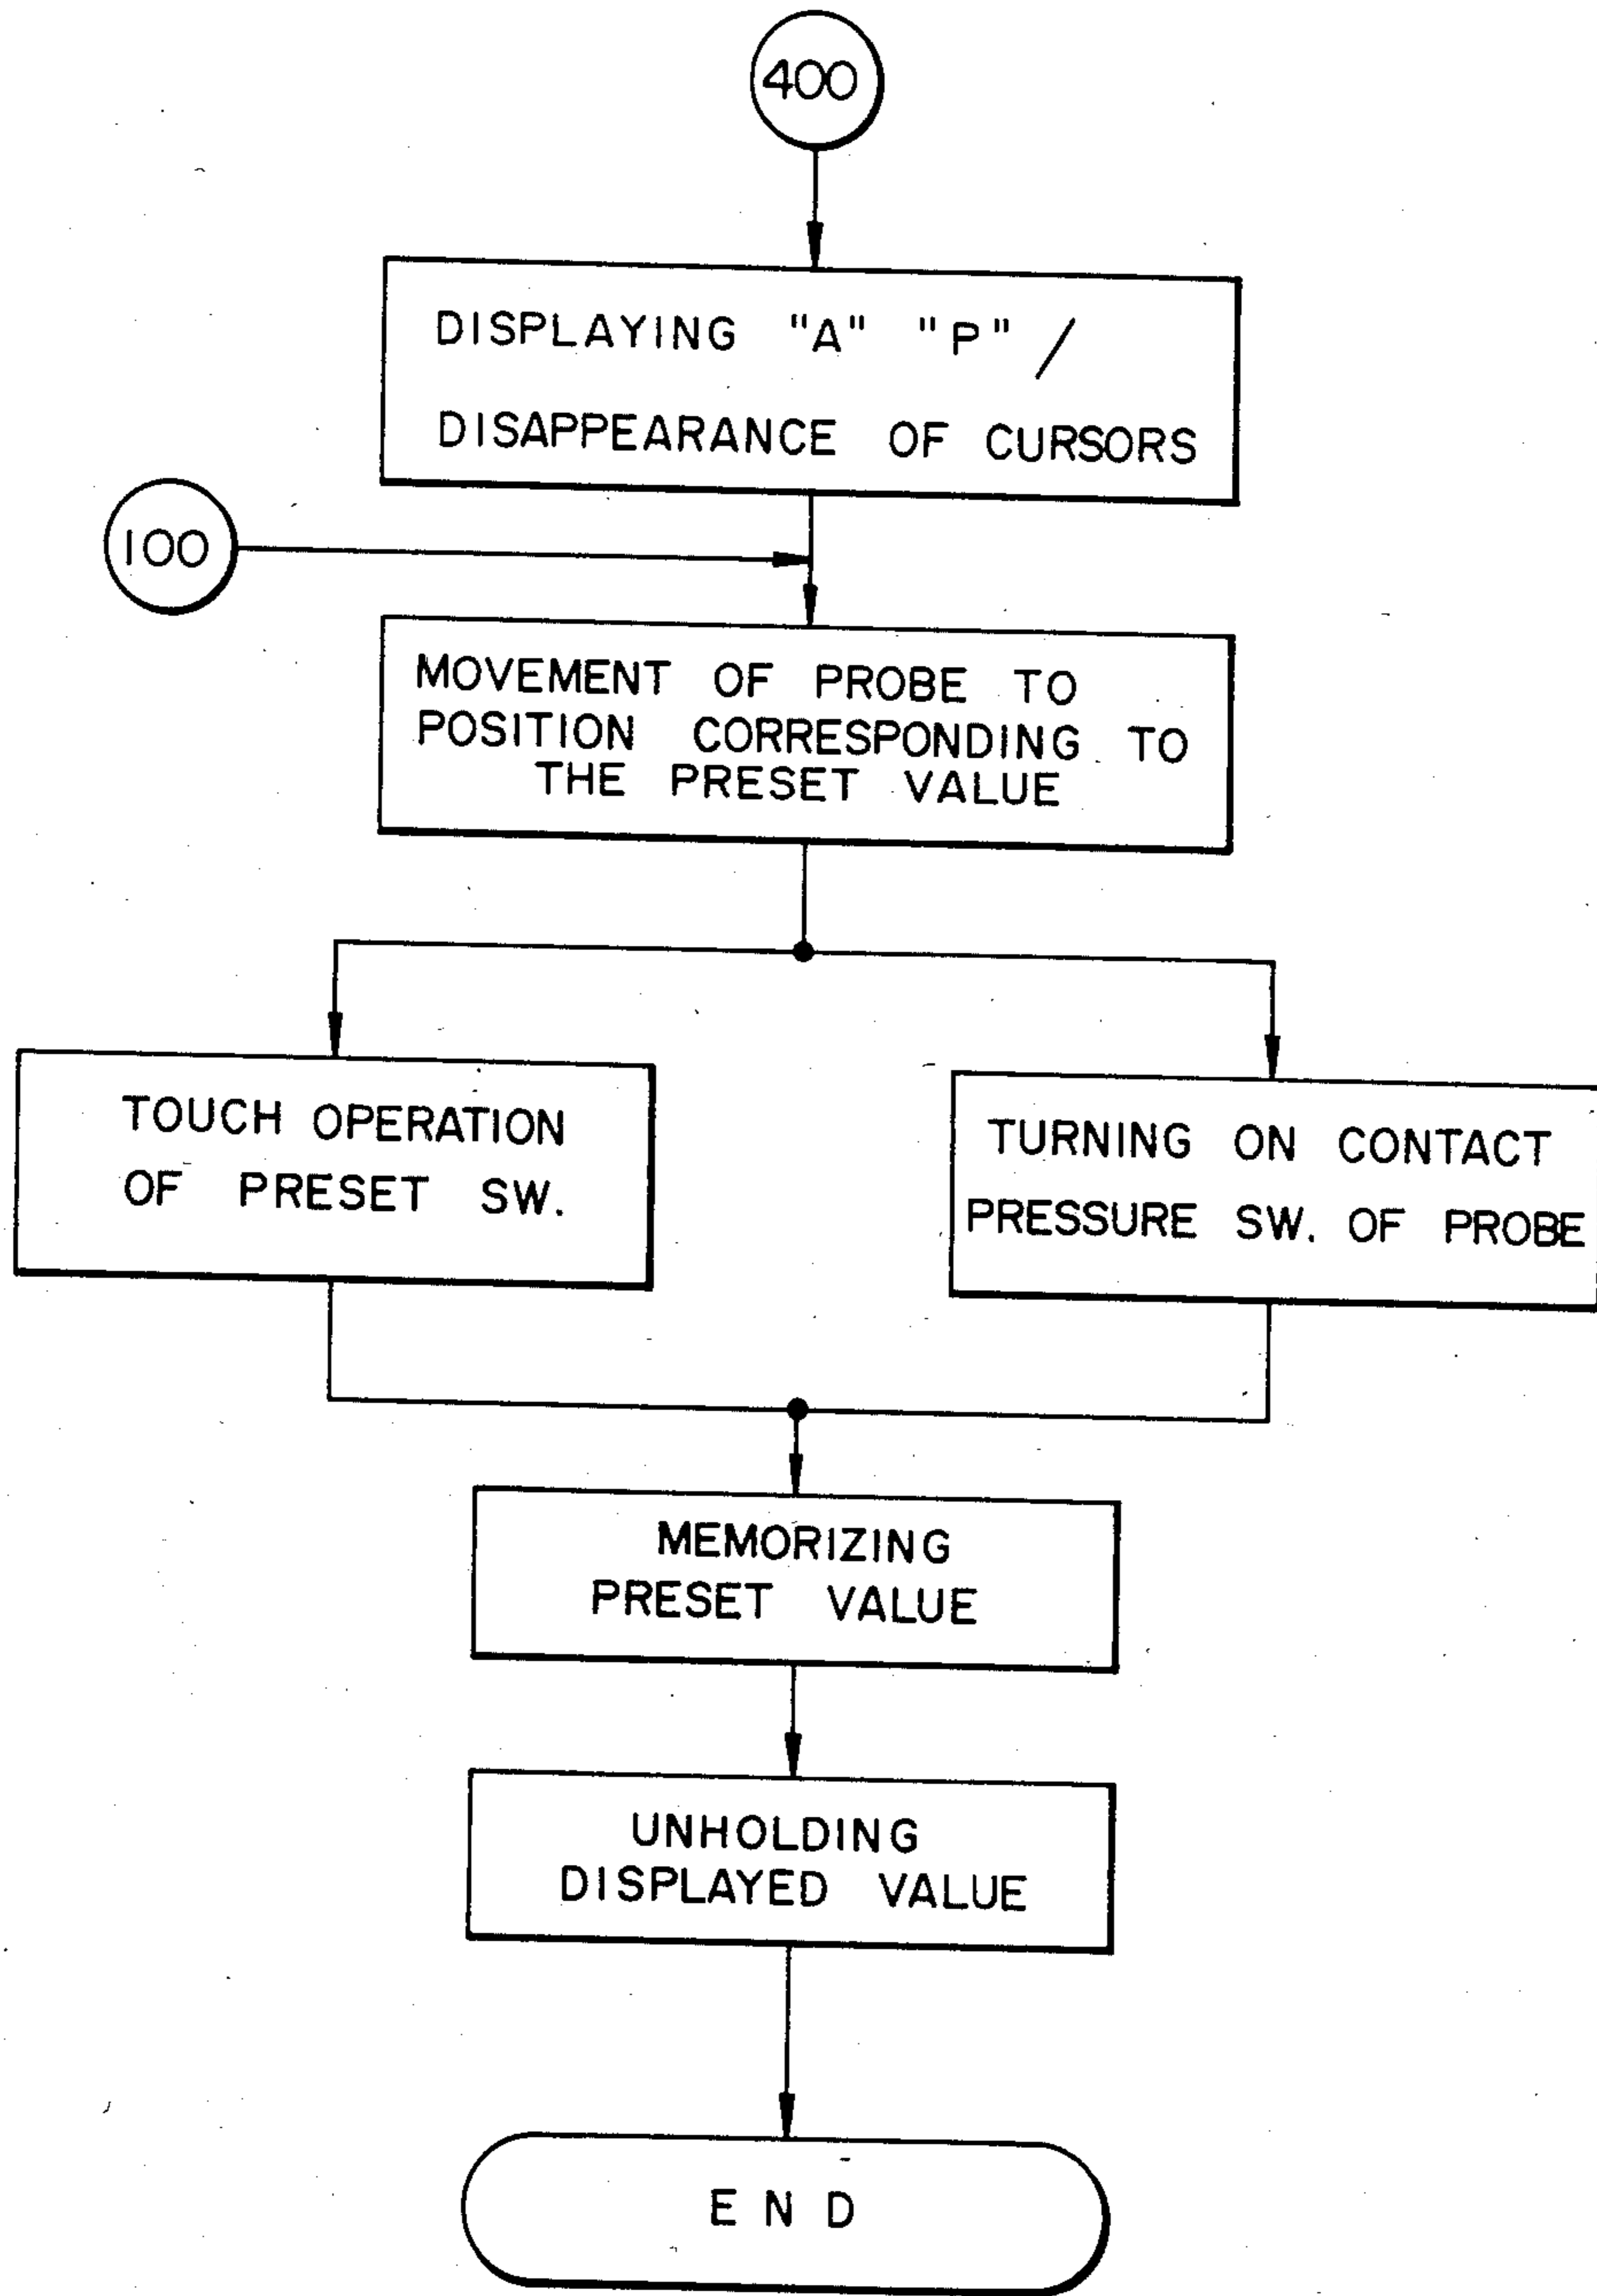 400
DISPLAYING "A" "P" /
DISAPPEARANCE OF CURSORS
100
MOVEMENT OF PROBE TO
POSITION CORRESPONDING TO
THE PRESET VALUE
TOUCH OPERATION
OF PRESET SW.
TURNING ON CONTACT
PRESSURE SW. OF PROBE
MEMORIZING
PRESET VALUE
UNHOLDING
DISPLAYED VALUE
END